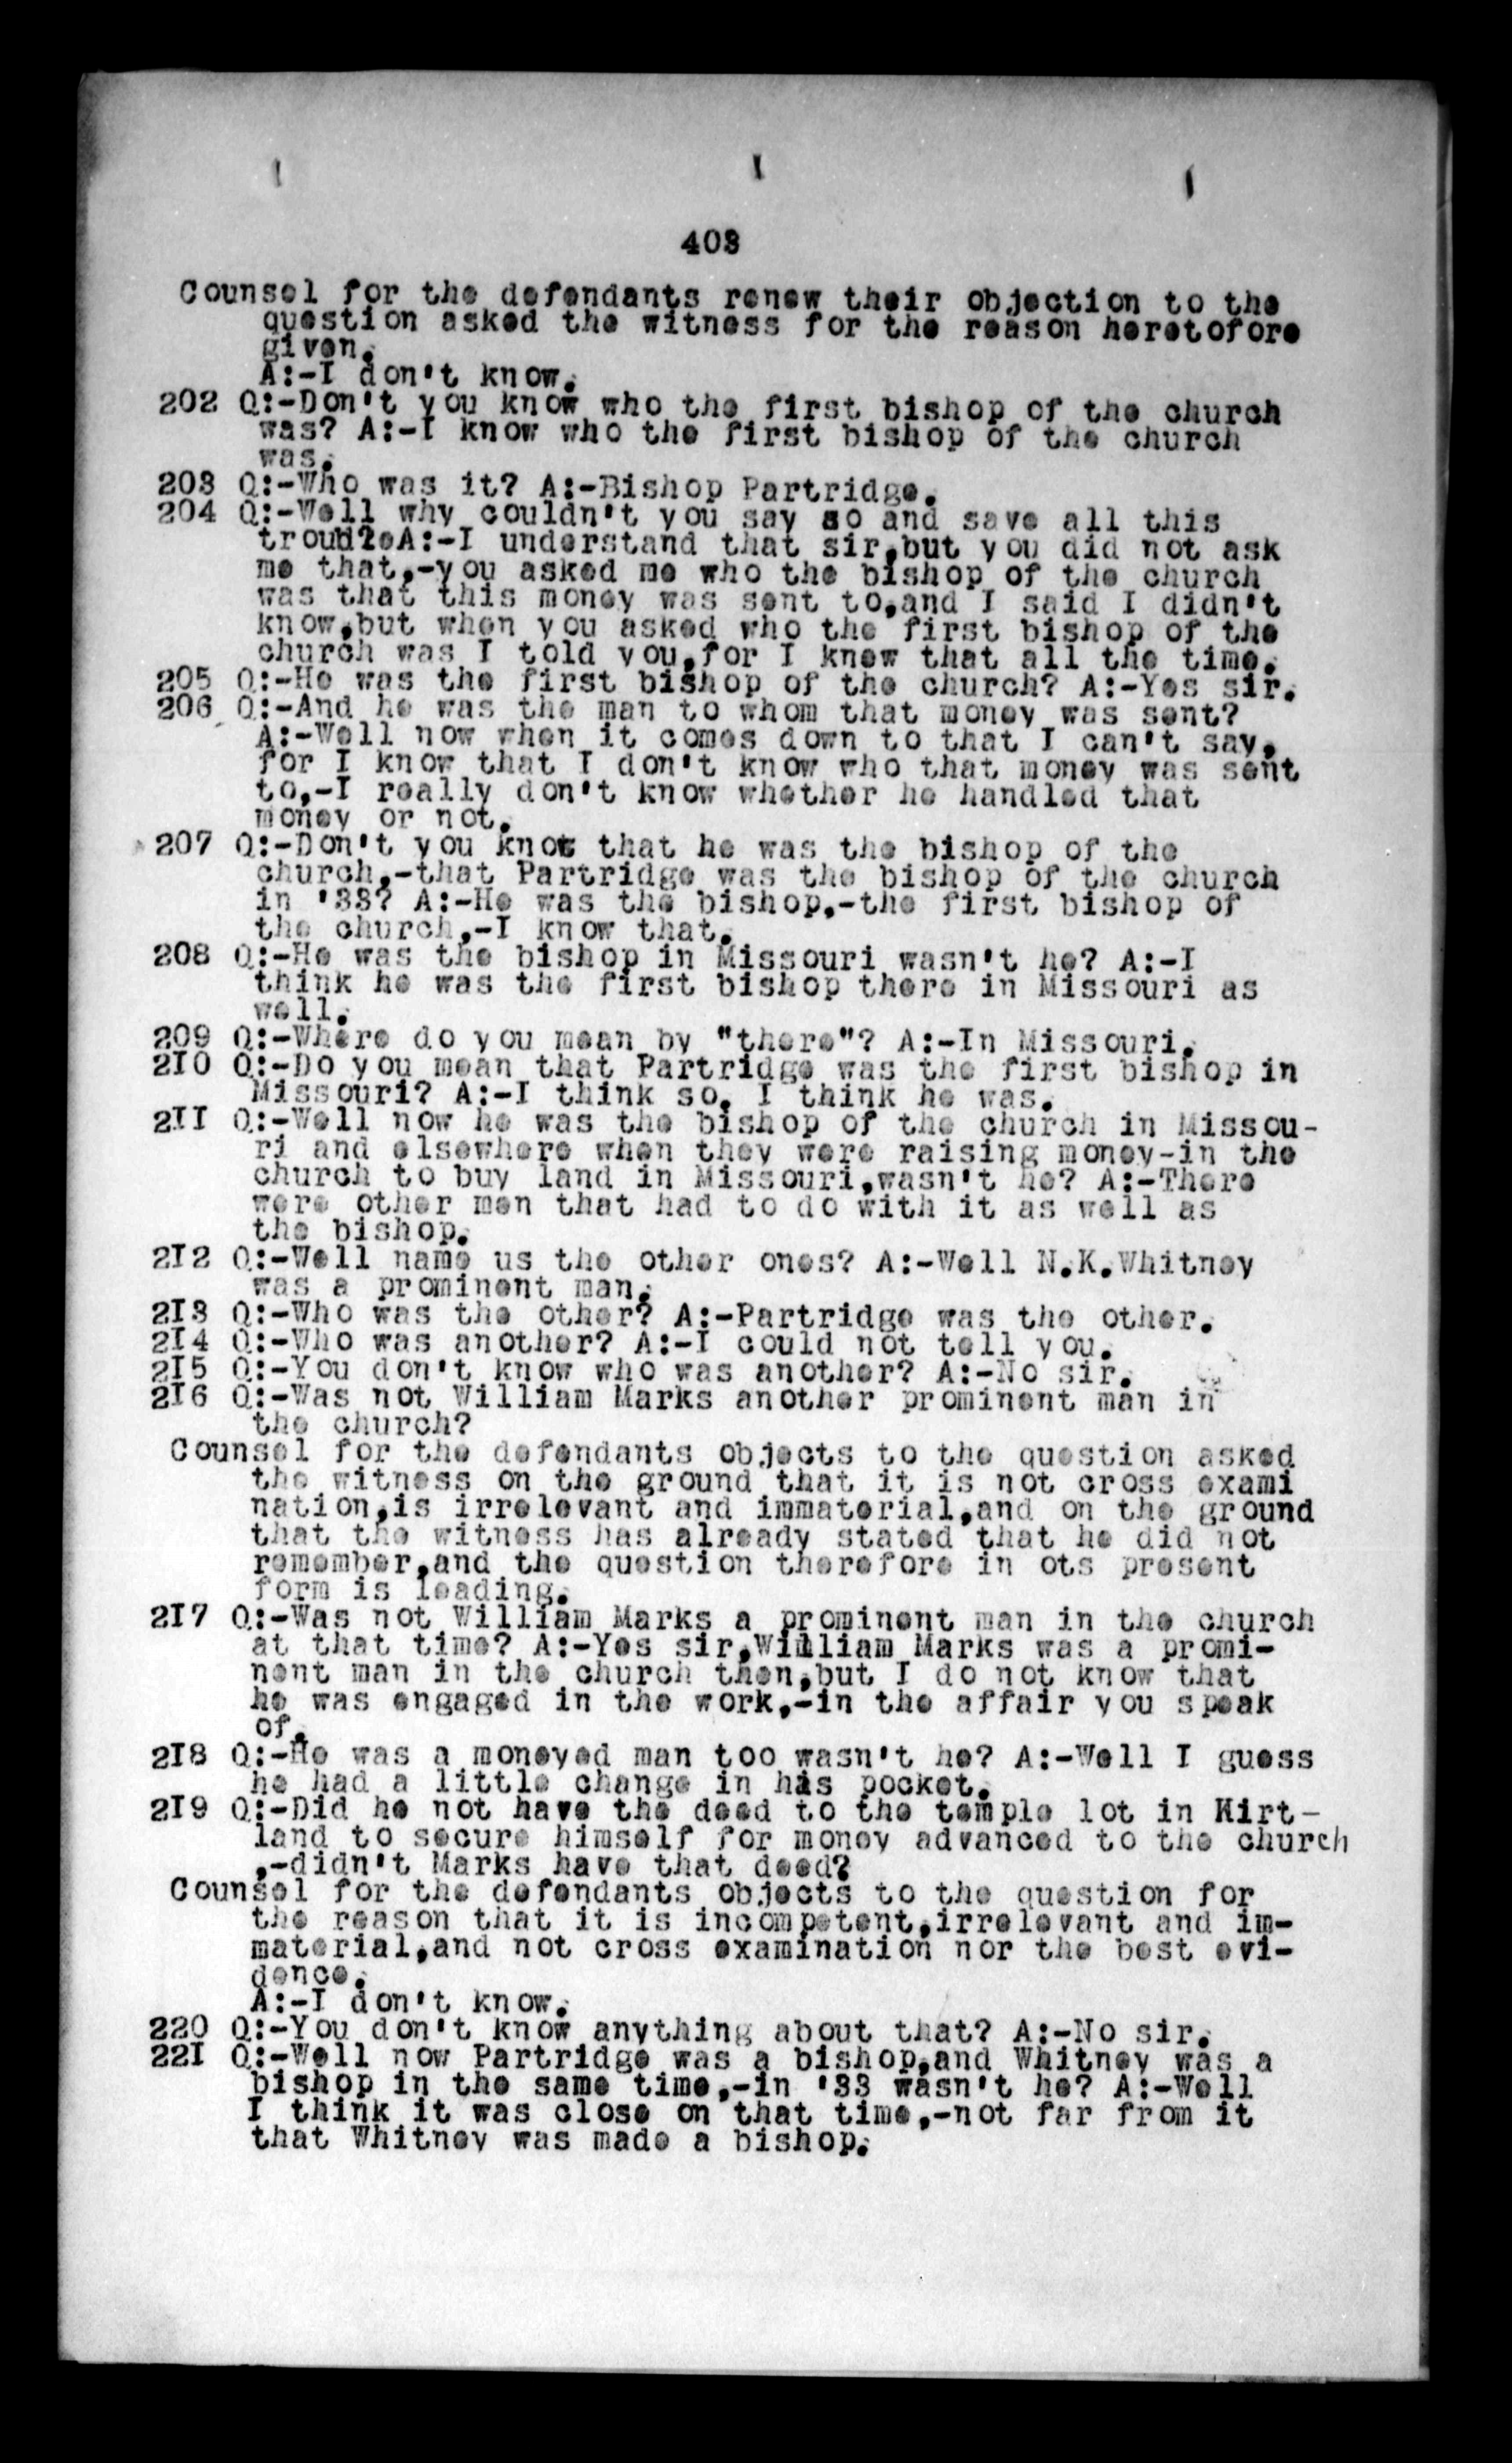 403
Counsel for the defendants renew their objection to the
question asked the witness for the reason heretofore
given.
A:-I don't know.
202 Q:-Don't you know who the first bishop of the church
was? A:-I know who the first bishop of the church
was.
203 Q:-Who was it? A:-Bishop Partridge.
204 Q:-Well why couldn't you say so and save all this
trouble? A:-I understand that sir,but you did not ask
me that,-you asked me who the bishop of the church
was that this money was sent to,and I said I didn't
know,but when you asked who the first bishop of the
church was I told you,for I knew that all the time.
205 Q:-He was the first bishop of the church? A:-Yes sir.
206 Q:-And he was the man to whom that money was sent?
A:-Well now when it comes down to that I can't say,
for I know that I don't know who that money was sent
to,-I really don't know whether he handled that
money or not.
207 Q:-Don't you know that he was the bishop of the
church,-that Partridge was the bishop of the church
in '33? A:-He was the bishop,-the first bishop of
the church,-I know that.
208 Q:-He was the bishop in Missouri wasn't he? A:-I
think he was the first bishop there in Missouri as
well.
209 Q:-Where do you mean by "there"? A:-In Missouri.
210 Q:-Do you mean that Partridge was the first bishop in
Missouri? A:-I think so. I think he was.
211 Q:-Well now he was the bishop of the church in Missou-
ri and elsewhere when they were raising money-in the
church to buy land in Missouri,wasn't he? A:-There
were other men that had to do with it as well as
the bishop.
212 Q:-Well name us the other ones? A:-Well N.K.Whitney
was a prominent man.
213 Q:-Who was the other? A:-Partridge was the other.
214 Q:-Who was another? A:-I could not tell you.
215 Q:-You don't know who was another? A:-No sir.
216 Q:-Was not William Marks another prominent man in
the church?
Counsel for the defendants objects to the question asked
the witness on the ground that it is not cross exami
nation,is irrelevant and immaterial,and on the ground
that the witness has already stated that he did not
remember,and the question therefore in ots present
form is leading.
217 Q:-Was not William Marks a prominent man in the church
at that time? A:-Yes sir,William Marks was a promi-
nent man in the church then,but I do not know that
he was engaged in the work,-in the affair you speak
of.
218 Q:-He was a moneyed man too wasn't he? A:-Well I guess
he had a little change in his pocket.
219 Q:-Did he not have the deed to the temple lot in Kirt-
land to secure himself for money advanced to the church
,-didn't Marks have that deed?
Counsel for the defendants objects to the question for
the reason that it is incompetent,irrelevant and im-
material,and not cross examination nor the best evi-
dence.
A:-I don't know.
220 Q:-You don't know anything about that? A:-No sir.
221 Q:-Well now Partridge was a bishop,and Whitney was a
bishop in the same time,-in '33 wasn't he? A:-Well
I think it was close on that time,-not far from it
that Whitney was made a bishop.